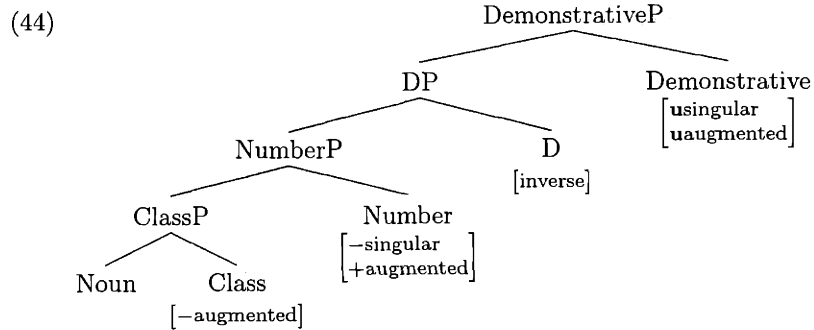 (44)
DemonstrativeP
DP
Demonstrative
[usingular
uaugmented]
NumberP
D
[inverse]
ClassP
Number
[−singular
+augmented]
Noun
Class
[−augmented]